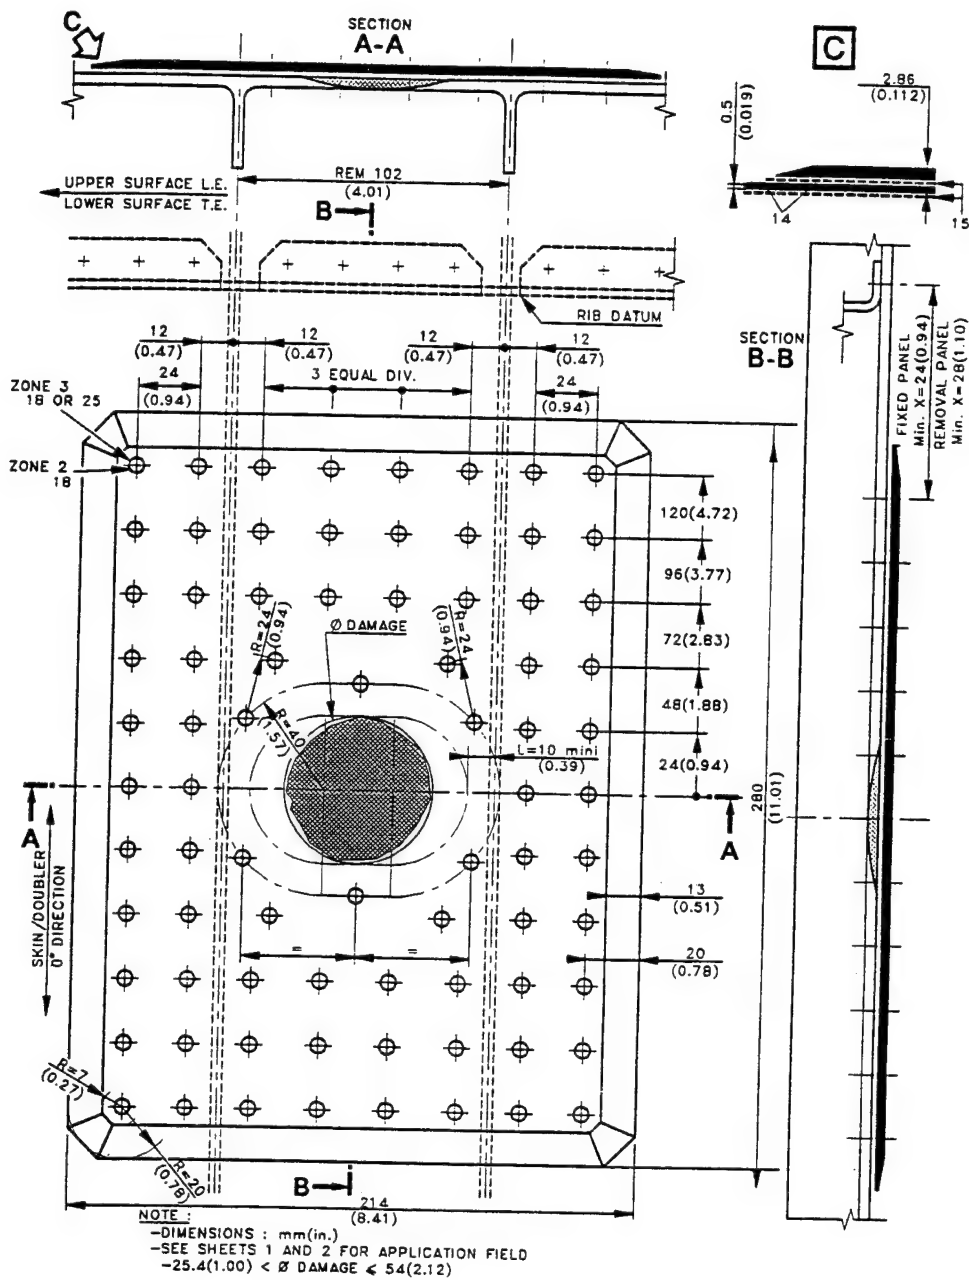 C
SECTION
A-A
C
2.86
(0.112)
0.5
(0.019)
14
15
UPPER SURFACE L.E.
LOWER SURFACE T.E.
REM 102
(4.01)
B
RIB DATUM
SECTION
B-B
FIXED PANEL
Min. X=24(0.94)
REMOVAL PANEL
Min. X=28(1.10)
12
(0.47)
12
(0.47)
12
(0.47)
12
(0.47)
24
(0.94)
3 EQUAL DIV.
24
(0.94)
ZONE 3
18 OR 25
ZONE 2
18
120(4.72)
96(3.77)
72(2.83)
48(1.88)
24(0.94)
R=24
(0.94)
Ø DAMAGE
R=24
(0.94)
R=40
(1.57)
L=10 mini
(0.39)
A
A
280
(11.01)
SKIN/DOUBLER
0° DIRECTION
13
(0.51)
20
(0.78)
=
=
R=7
(0.27)
R=20
(0.78)
B
214
(8.41)
NOTE :
-DIMENSIONS : mm(in.)
-SEE SHEETS 1 AND 2 FOR APPLICATION FIELD
-25.4(1.00) < Ø DAMAGE ⩽ 54(2.12)